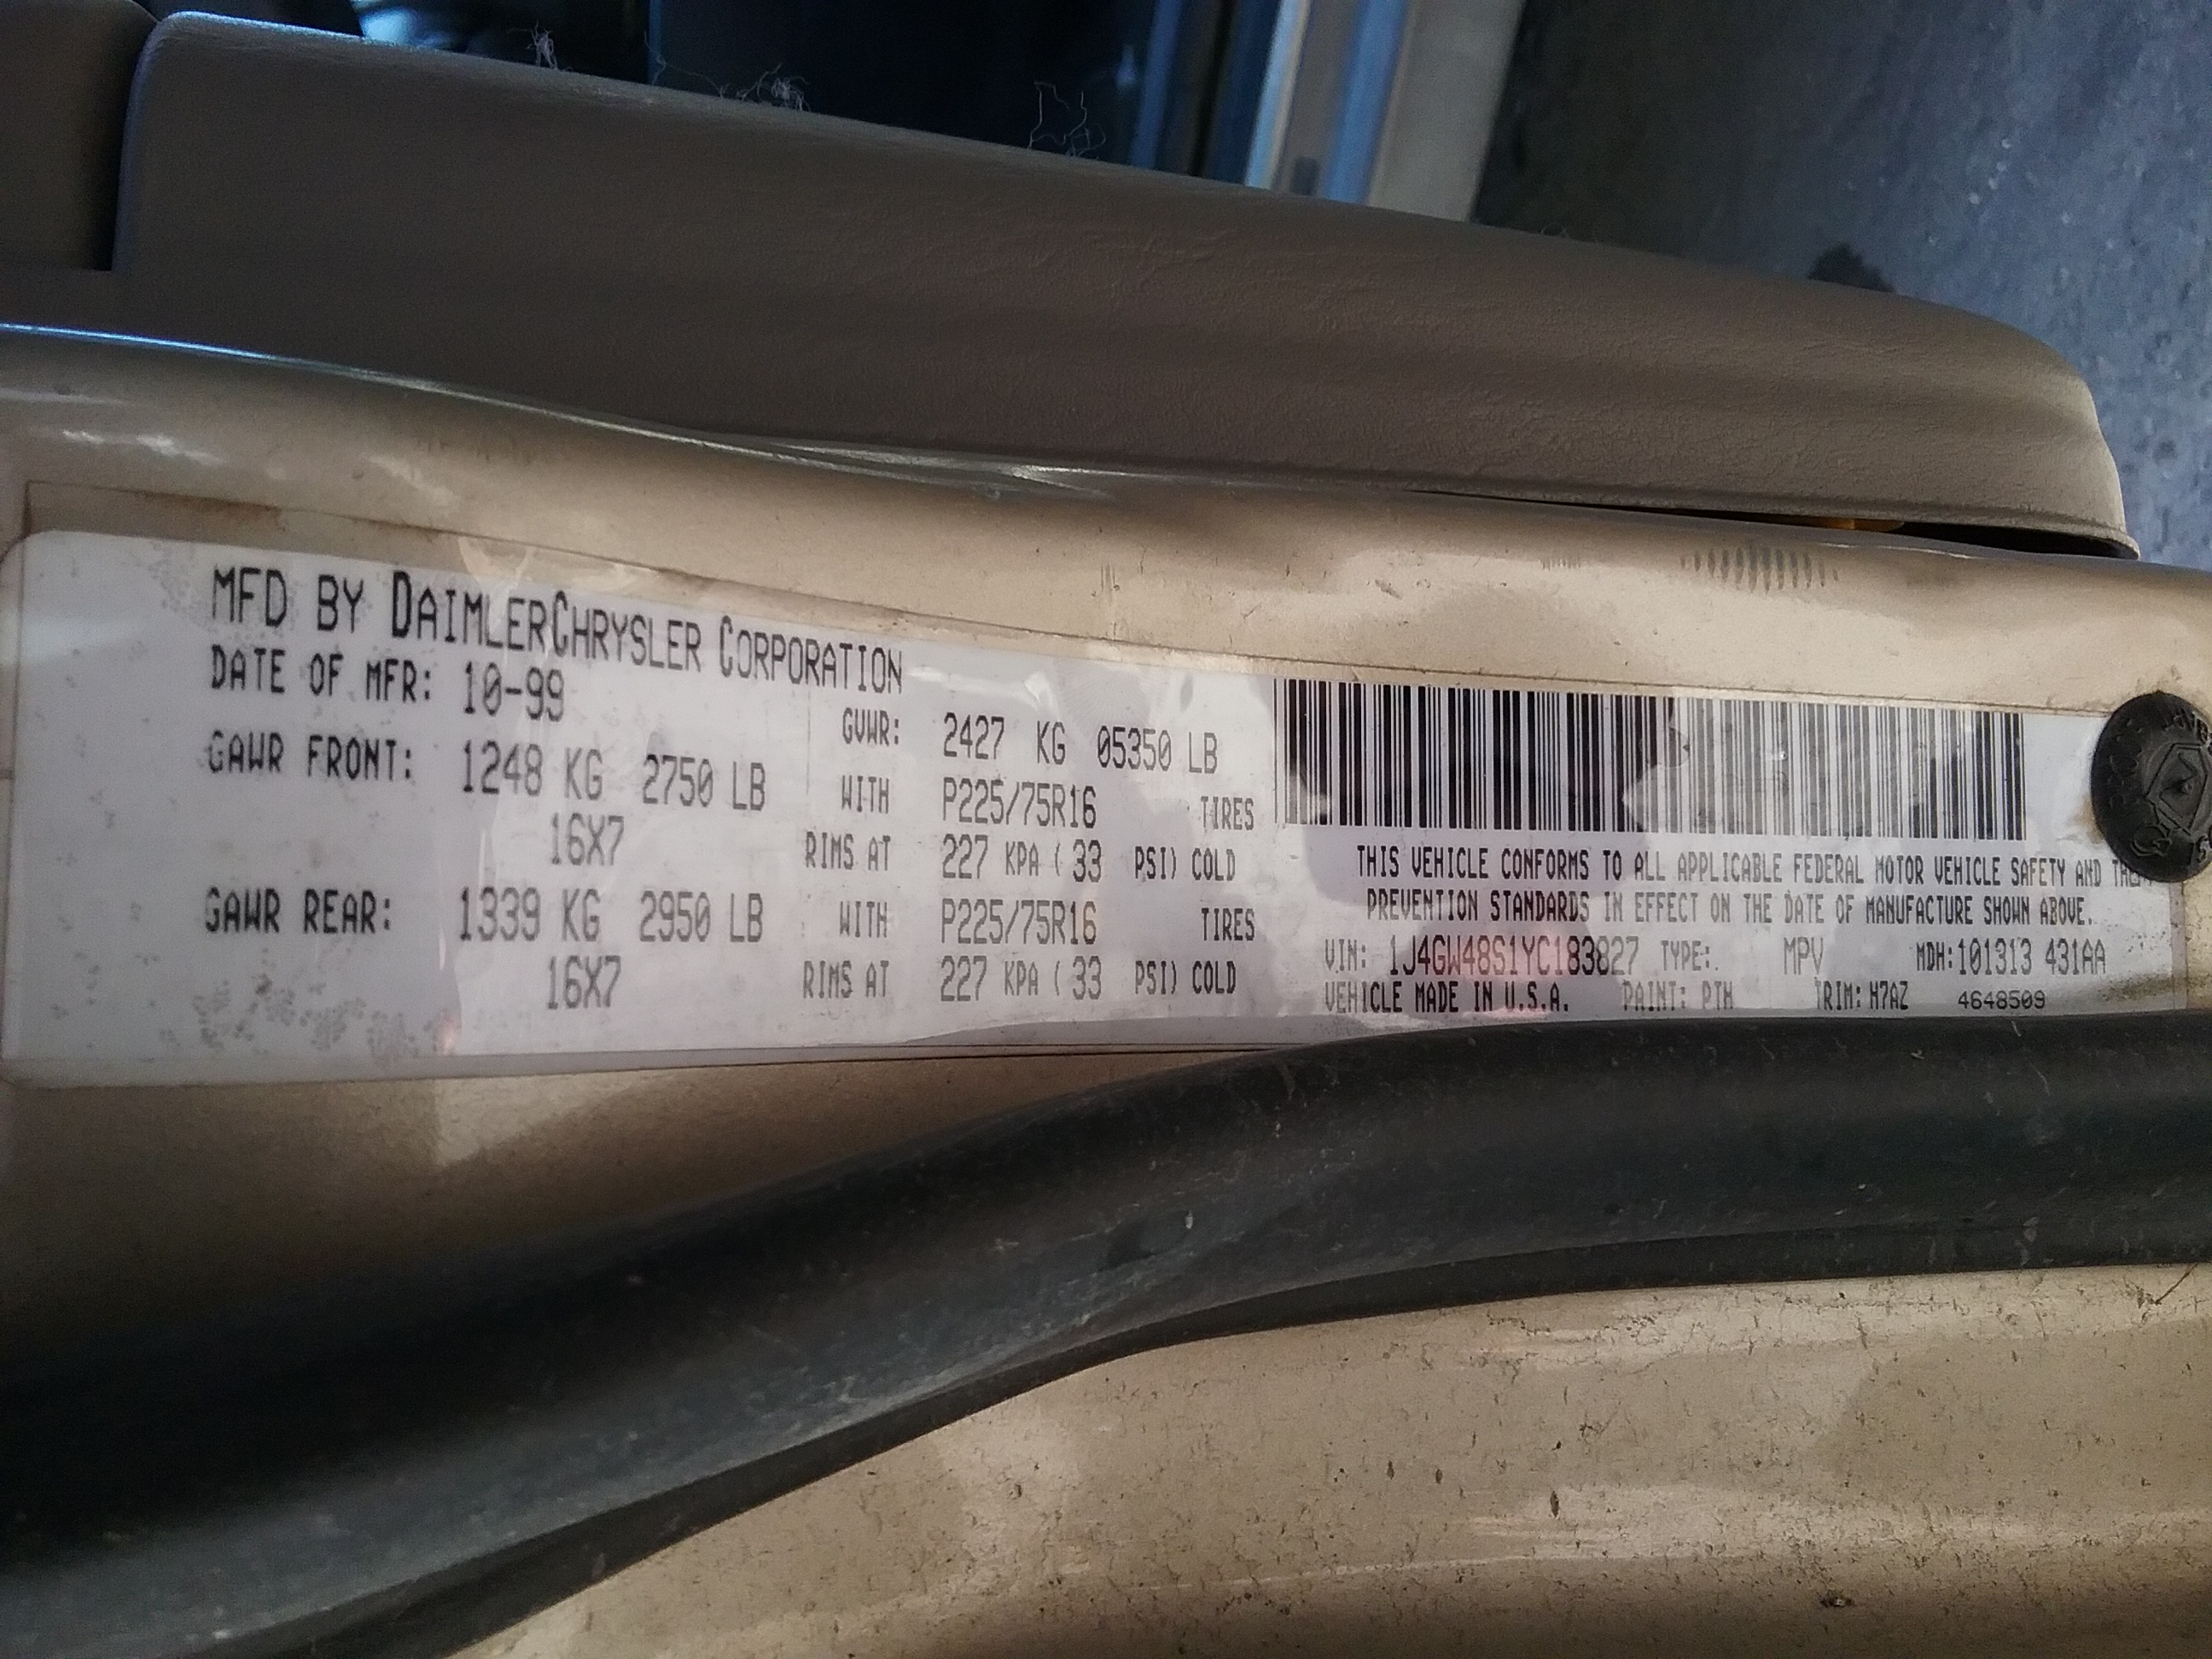 MFD BY DAIMLERCHRYSLER CORPORATION
DATE OF MFR: 10-99
GVWR: 2427 KG 05350 LB
GAWR FRONT: 1248 KG 2750 LB WITH P225/75R16 TIRES
16X7 RIMS AT 227 KPA ( 33 PSI) COLD
GAWR REAR: 1339 KG 2950 LB WITH P225/75R16 TIRES
16X7 RIMS AT 227 KPA ( 33 PSI) COLD
THIS VEHICLE CONFORMS TO ALL APPLICABLE FEDERAL MOTOR VEHICLE SAFETY AND
PREVENTION STANDARDS IN EFFECT ON THE DATE OF MANUFACTURE SHOWN ABOVE.
VIN: 1J4GW48S1YC183827 TYPE: MPV MDH:101313 431AA
VEHICLE MADE IN U.S.A. PAINT: PTH TRIM: H7AZ 4648509